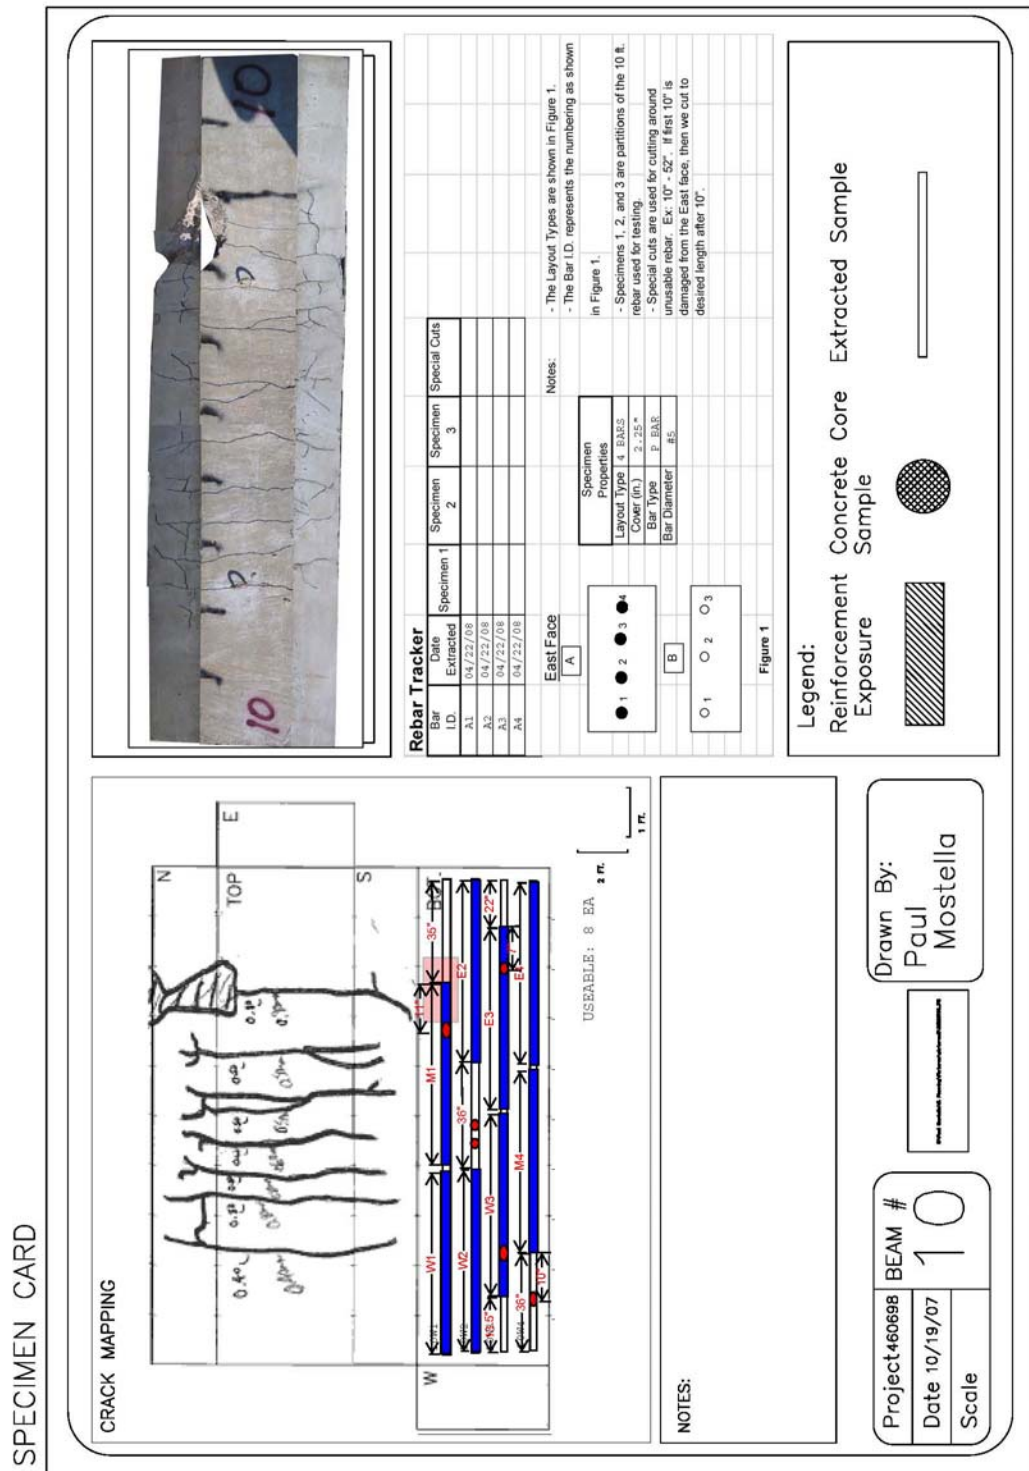 SPECIMEN CARD
CRACK MAPPING
N
TOP
E
S
W
W1
M1
11"
35"
W2
36"
E2
W3
E3
22"
7"
36"
10"
M4
E4
USEABLE: 8 EA
2 FT.
1 FT.
NOTES:
Project 460698
Date 10/19/07
Scale
BEAM #
10
Drawn By:
Paul
Mostella
10
10
Rebar Tracker
Bar I.D. Date Extracted Specimen 1 Specimen 2 Specimen 3 Special Cuts
A1 04/22/08
A2 04/22/08
A3 04/22/08
A4 04/22/08
East Face
A
1 2 3 4
B
1 2 3
Figure 1
Specimen Properties
Layout Type 4 BARS
Cover (in.) 2.25"
Bar Type P BAR
Bar Diameter #5
Notes:
- The Layout Types are shown in Figure 1.
- The Bar I.D. represents the numbering as shown
in Figure 1.
- Specimens 1, 2, and 3 are partitions of the 10 ft.
rebar used for testing.
- Special cuts are used for cutting around
unusable rebar. Ex: 10" - 52". If first 10" is
damaged from the East face, then we cut to
desired length after 10".
Legend:
Reinforcement Exposure
Concrete Core Sample
Extracted Sample